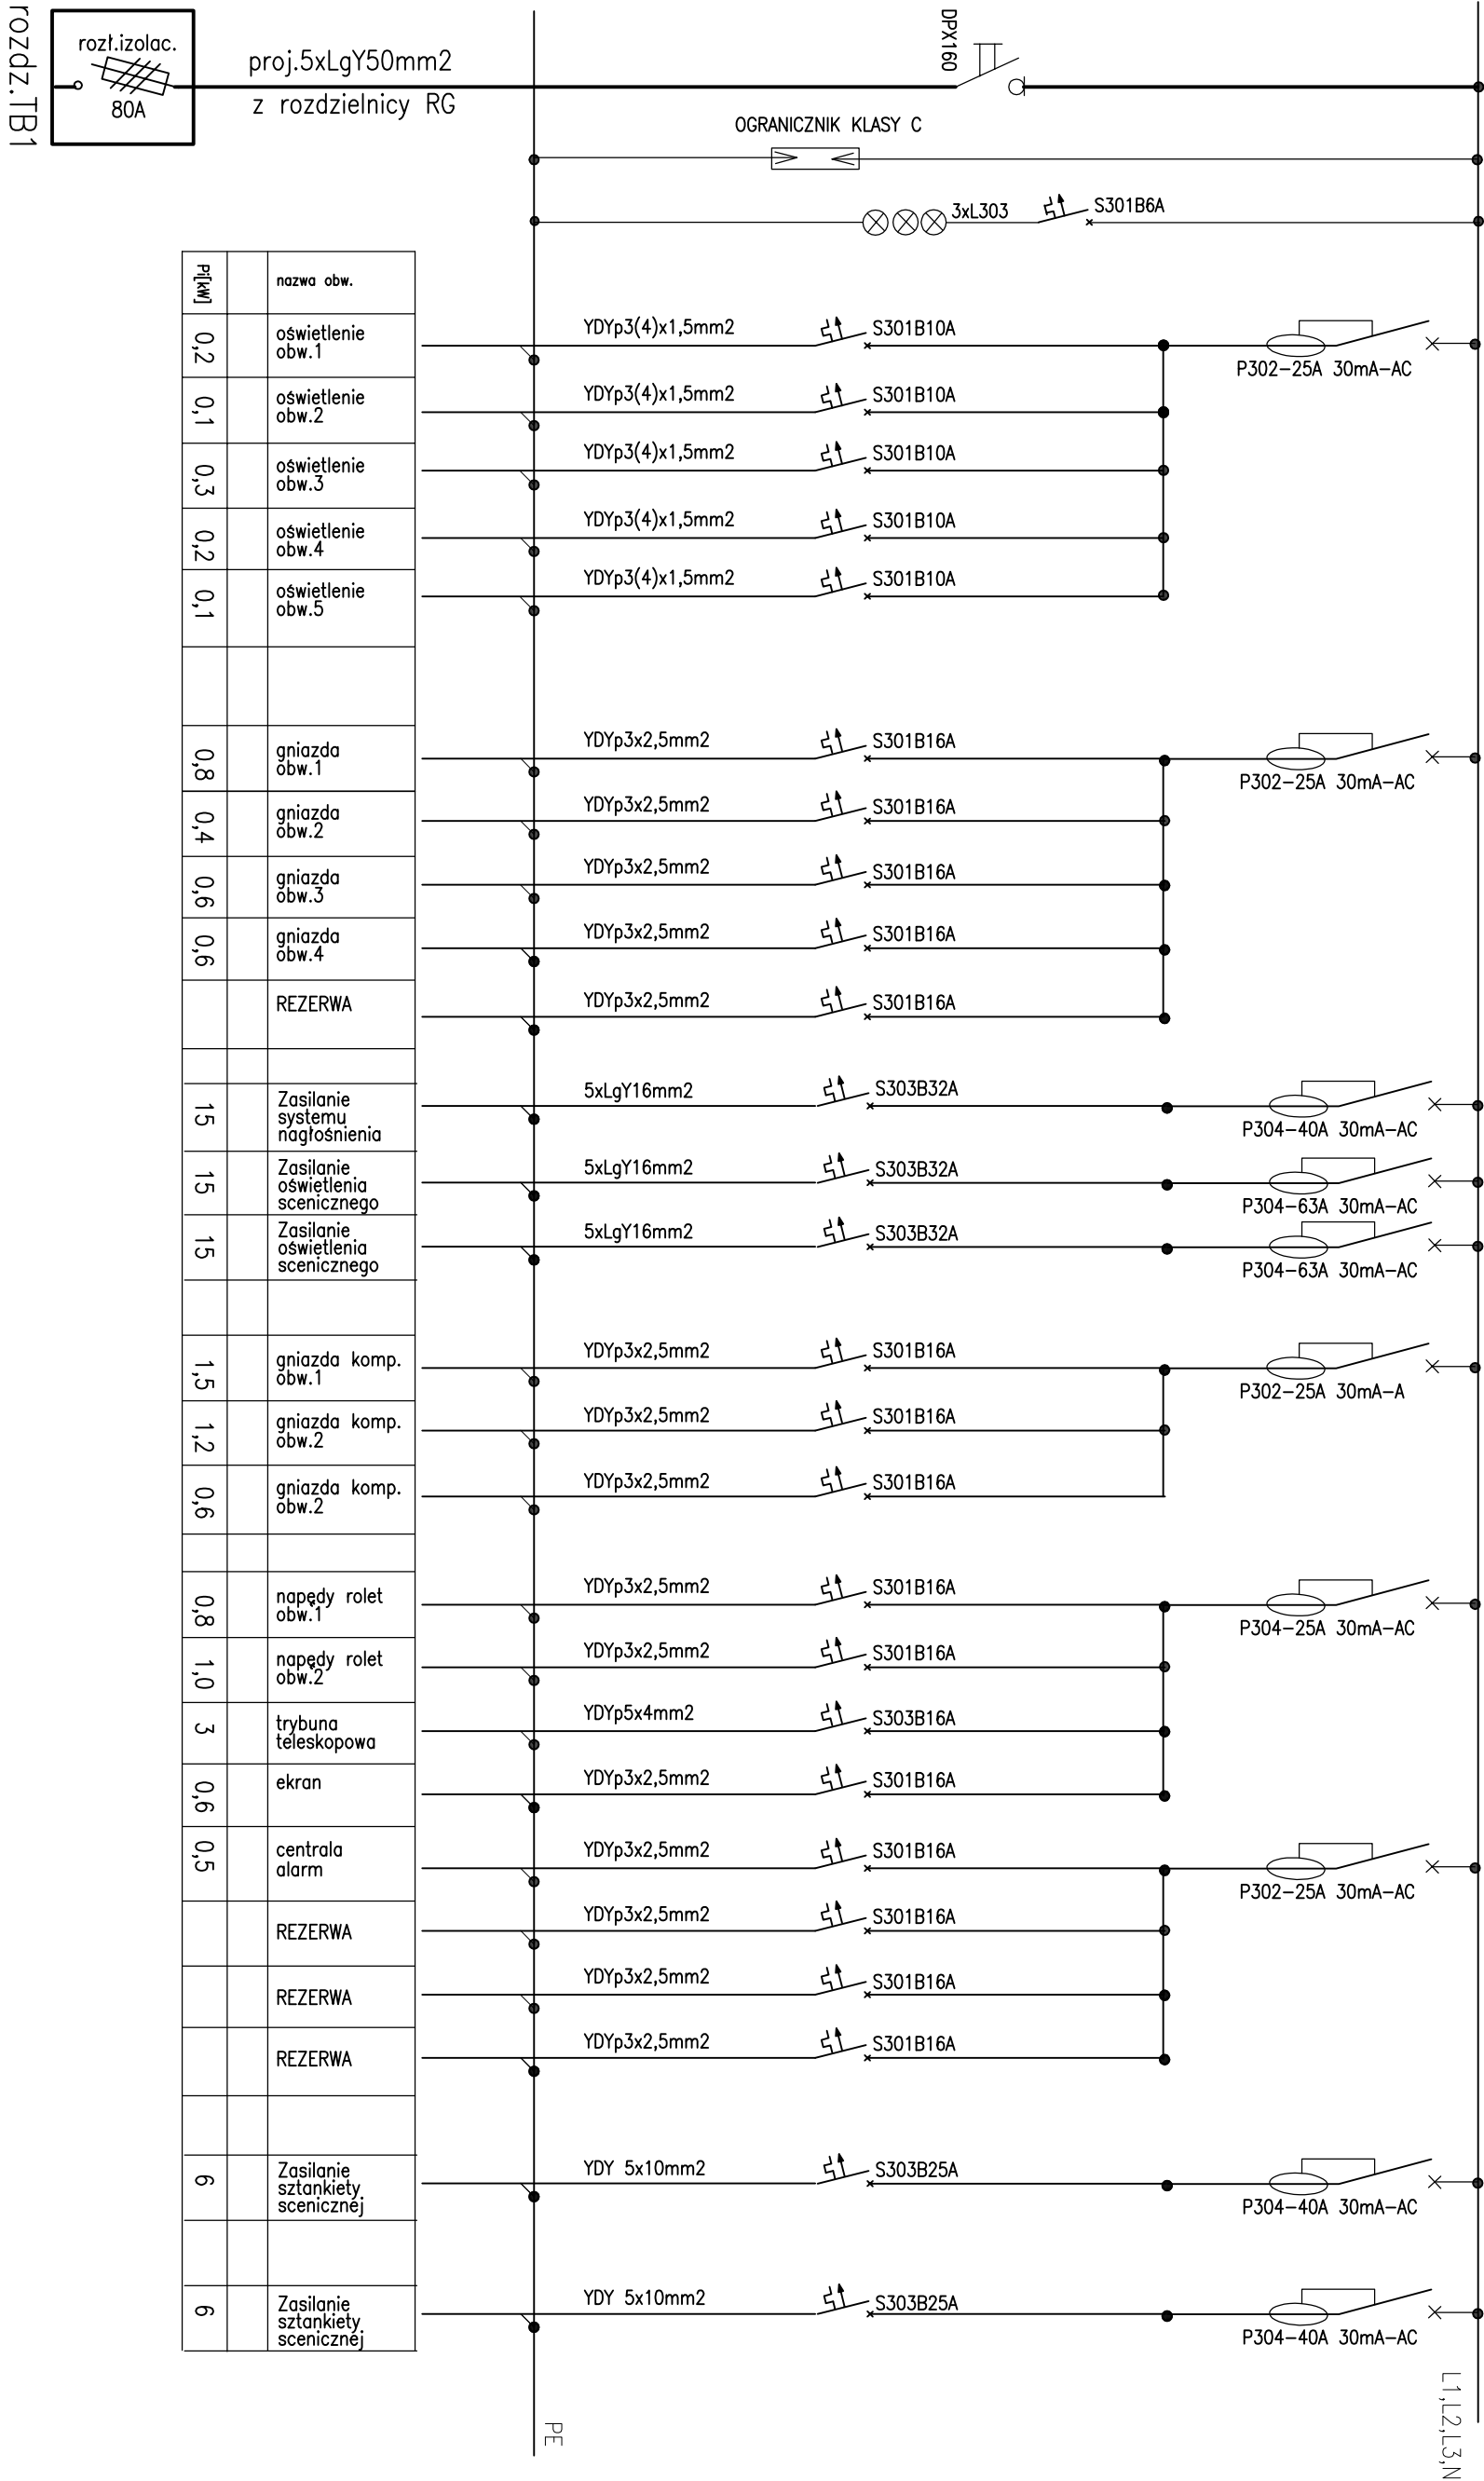 rozdz.TB1
rozł.izolac.
80A
proj.5xLgY50mm2
z rozdzielnicy RG
DPX160
OGRANICZNIK KLASY C
3xL303
S301B6A
Pi[kW]
nazwa obw.
0,2
oświetlenie
obw.1
YDYp3(4)x1,5mm2
S301B10A
P302-25A 30mA-AC
0,1
oświetlenie
obw.2
YDYp3(4)x1,5mm2
S301B10A
0,3
oświetlenie
obw.3
YDYp3(4)x1,5mm2
S301B10A
0,2
oświetlenie
obw.4
YDYp3(4)x1,5mm2
S301B10A
0,1
oświetlenie
obw.5
YDYp3(4)x1,5mm2
S301B10A
0,8
gniazda
obw.1
YDYp3x2,5mm2
S301B16A
P302-25A 30mA-AC
0,4
gniazda
obw.2
YDYp3x2,5mm2
S301B16A
0,6
gniazda
obw.3
YDYp3x2,5mm2
S301B16A
0,6
gniazda
obw.4
YDYp3x2,5mm2
S301B16A
REZERWA
YDYp3x2,5mm2
S301B16A
15
Zasilanie
systemu
nagłośnienia
5xLgY16mm2
S303B32A
P304-40A 30mA-AC
15
Zasilanie
oświetlenia
scenicznego
5xLgY16mm2
S303B32A
P304-63A 30mA-AC
15
Zasilanie
oświetlenia
scenicznego
5xLgY16mm2
S303B32A
P304-63A 30mA-AC
1,5
gniazda komp.
obw.1
YDYp3x2,5mm2
S301B16A
P302-25A 30mA-A
1,2
gniazda komp.
obw.2
YDYp3x2,5mm2
S301B16A
0,6
gniazda komp.
obw.2
YDYp3x2,5mm2
S301B16A
0,8
napędy rolet
obw.1
YDYp3x2,5mm2
S301B16A
P304-25A 30mA-AC
1,0
napędy rolet
obw.2
YDYp3x2,5mm2
S301B16A
3
trybuna
teleskopowa
YDYp5x4mm2
S303B16A
0,6
ekran
YDYp3x2,5mm2
S301B16A
0,5
centrala
alarm
YDYp3x2,5mm2
S301B16A
P302-25A 30mA-AC
REZERWA
YDYp3x2,5mm2
S301B16A
REZERWA
YDYp3x2,5mm2
S301B16A
REZERWA
YDYp3x2,5mm2
S301B16A
6
Zasilanie
sztankiety
scenicznej
YDY 5x10mm2
S303B25A
P304-40A 30mA-AC
6
Zasilanie
sztankiety
scenicznej
YDY 5x10mm2
S303B25A
P304-40A 30mA-AC
PE
L1,L2,L3,N